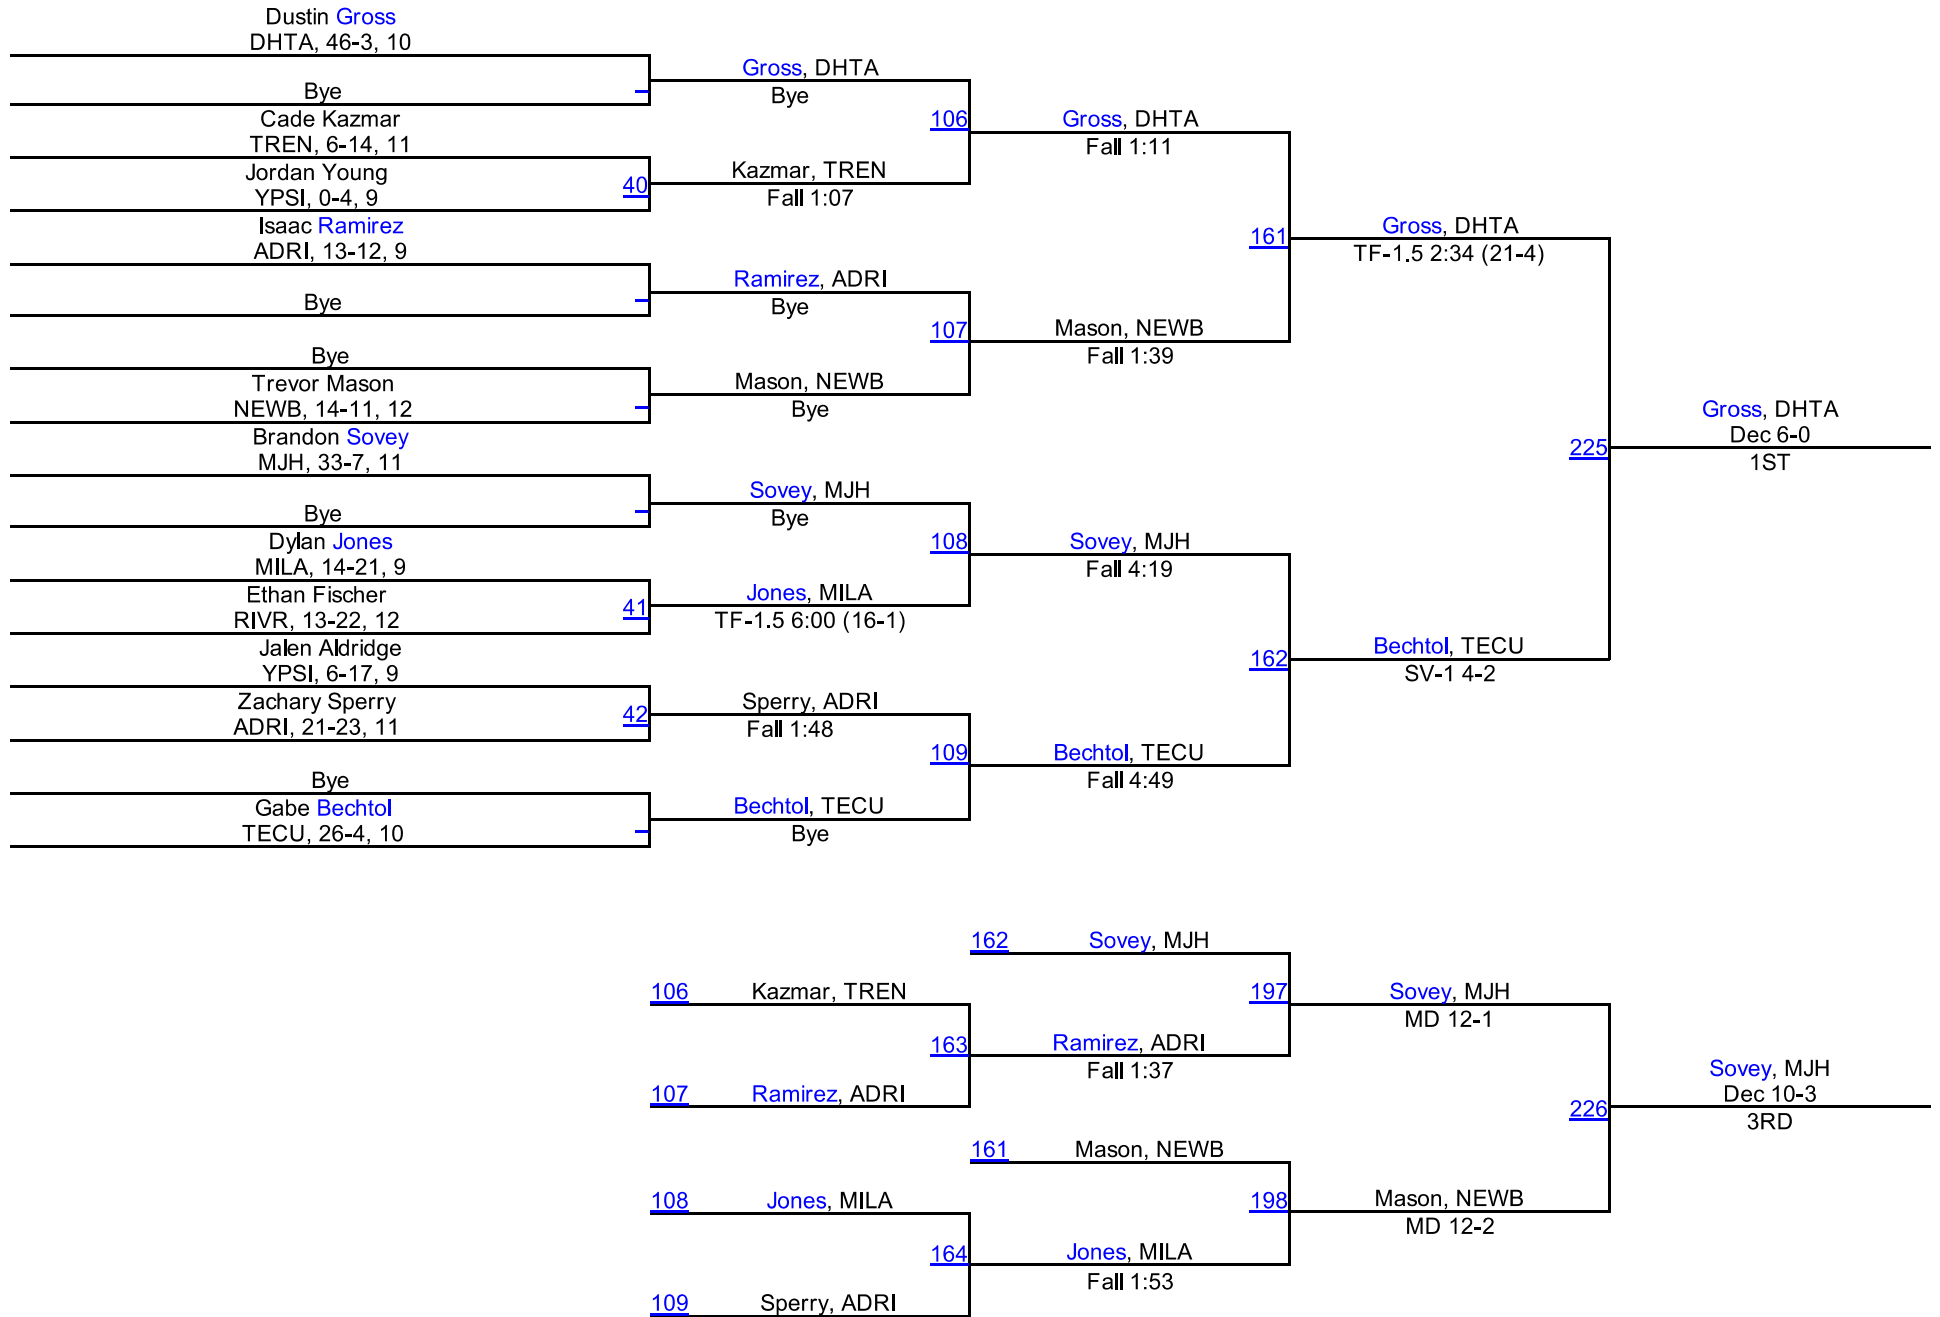 Dustin Gross
DHTA, 46-3, 10
Bye
Cade Kazmar
TREN, 6-14, 11
Jordan Young
YPSI, 0-4, 9
40
Isaac Ramirez
ADRI, 13-12, 9
Bye
Bye
Trevor Mason
NEWB, 14-11, 12
Brandon Sovey
MJH, 33-7, 11
Bye
Dylan Jones
MILA, 14-21, 9
Ethan Fischer
RIVR, 13-22, 12
41
Jalen Aldridge
YPSI, 6-17, 9
Zachary Sperry
ADRI, 21-23, 11
42
Bye
Gabe Bechtol
TECU, 26-4, 10
Gross, DHTA
Bye
106
Kazmar, TREN
Fall 1:07
Ramirez, ADRI
Bye
107
Mason, NEWB
Bye
Sovey, MJH
Bye
108
Jones, MILA
TF-1.5 6:00 (16-1)
Sperry, ADRI
Fall 1:48
109
Bechtol, TECU
Bye
Gross, DHTA
Fall 1:11
161
Mason, NEWB
Fall 1:39
Sovey, MJH
Fall 4:19
162
Bechtol, TECU
Fall 4:49
Gross, DHTA
TF-1.5 2:34 (21-4)
225
Bechtol, TECU
SV-1 4-2
Gross, DHTA
Dec 6-0
1ST
106 Kazmar, TREN
163
107 Ramirez, ADRI
108 Jones, MILA
164
109 Sperry, ADRI
162 Sovey, MJH
197
Ramirez, ADRI
Fall 1:37
161 Mason, NEWB
198
Jones, MILA
Fall 1:53
Sovey, MJH
MD 12-1
226
Mason, NEWB
MD 12-2
Sovey, MJH
Dec 10-3
3RD